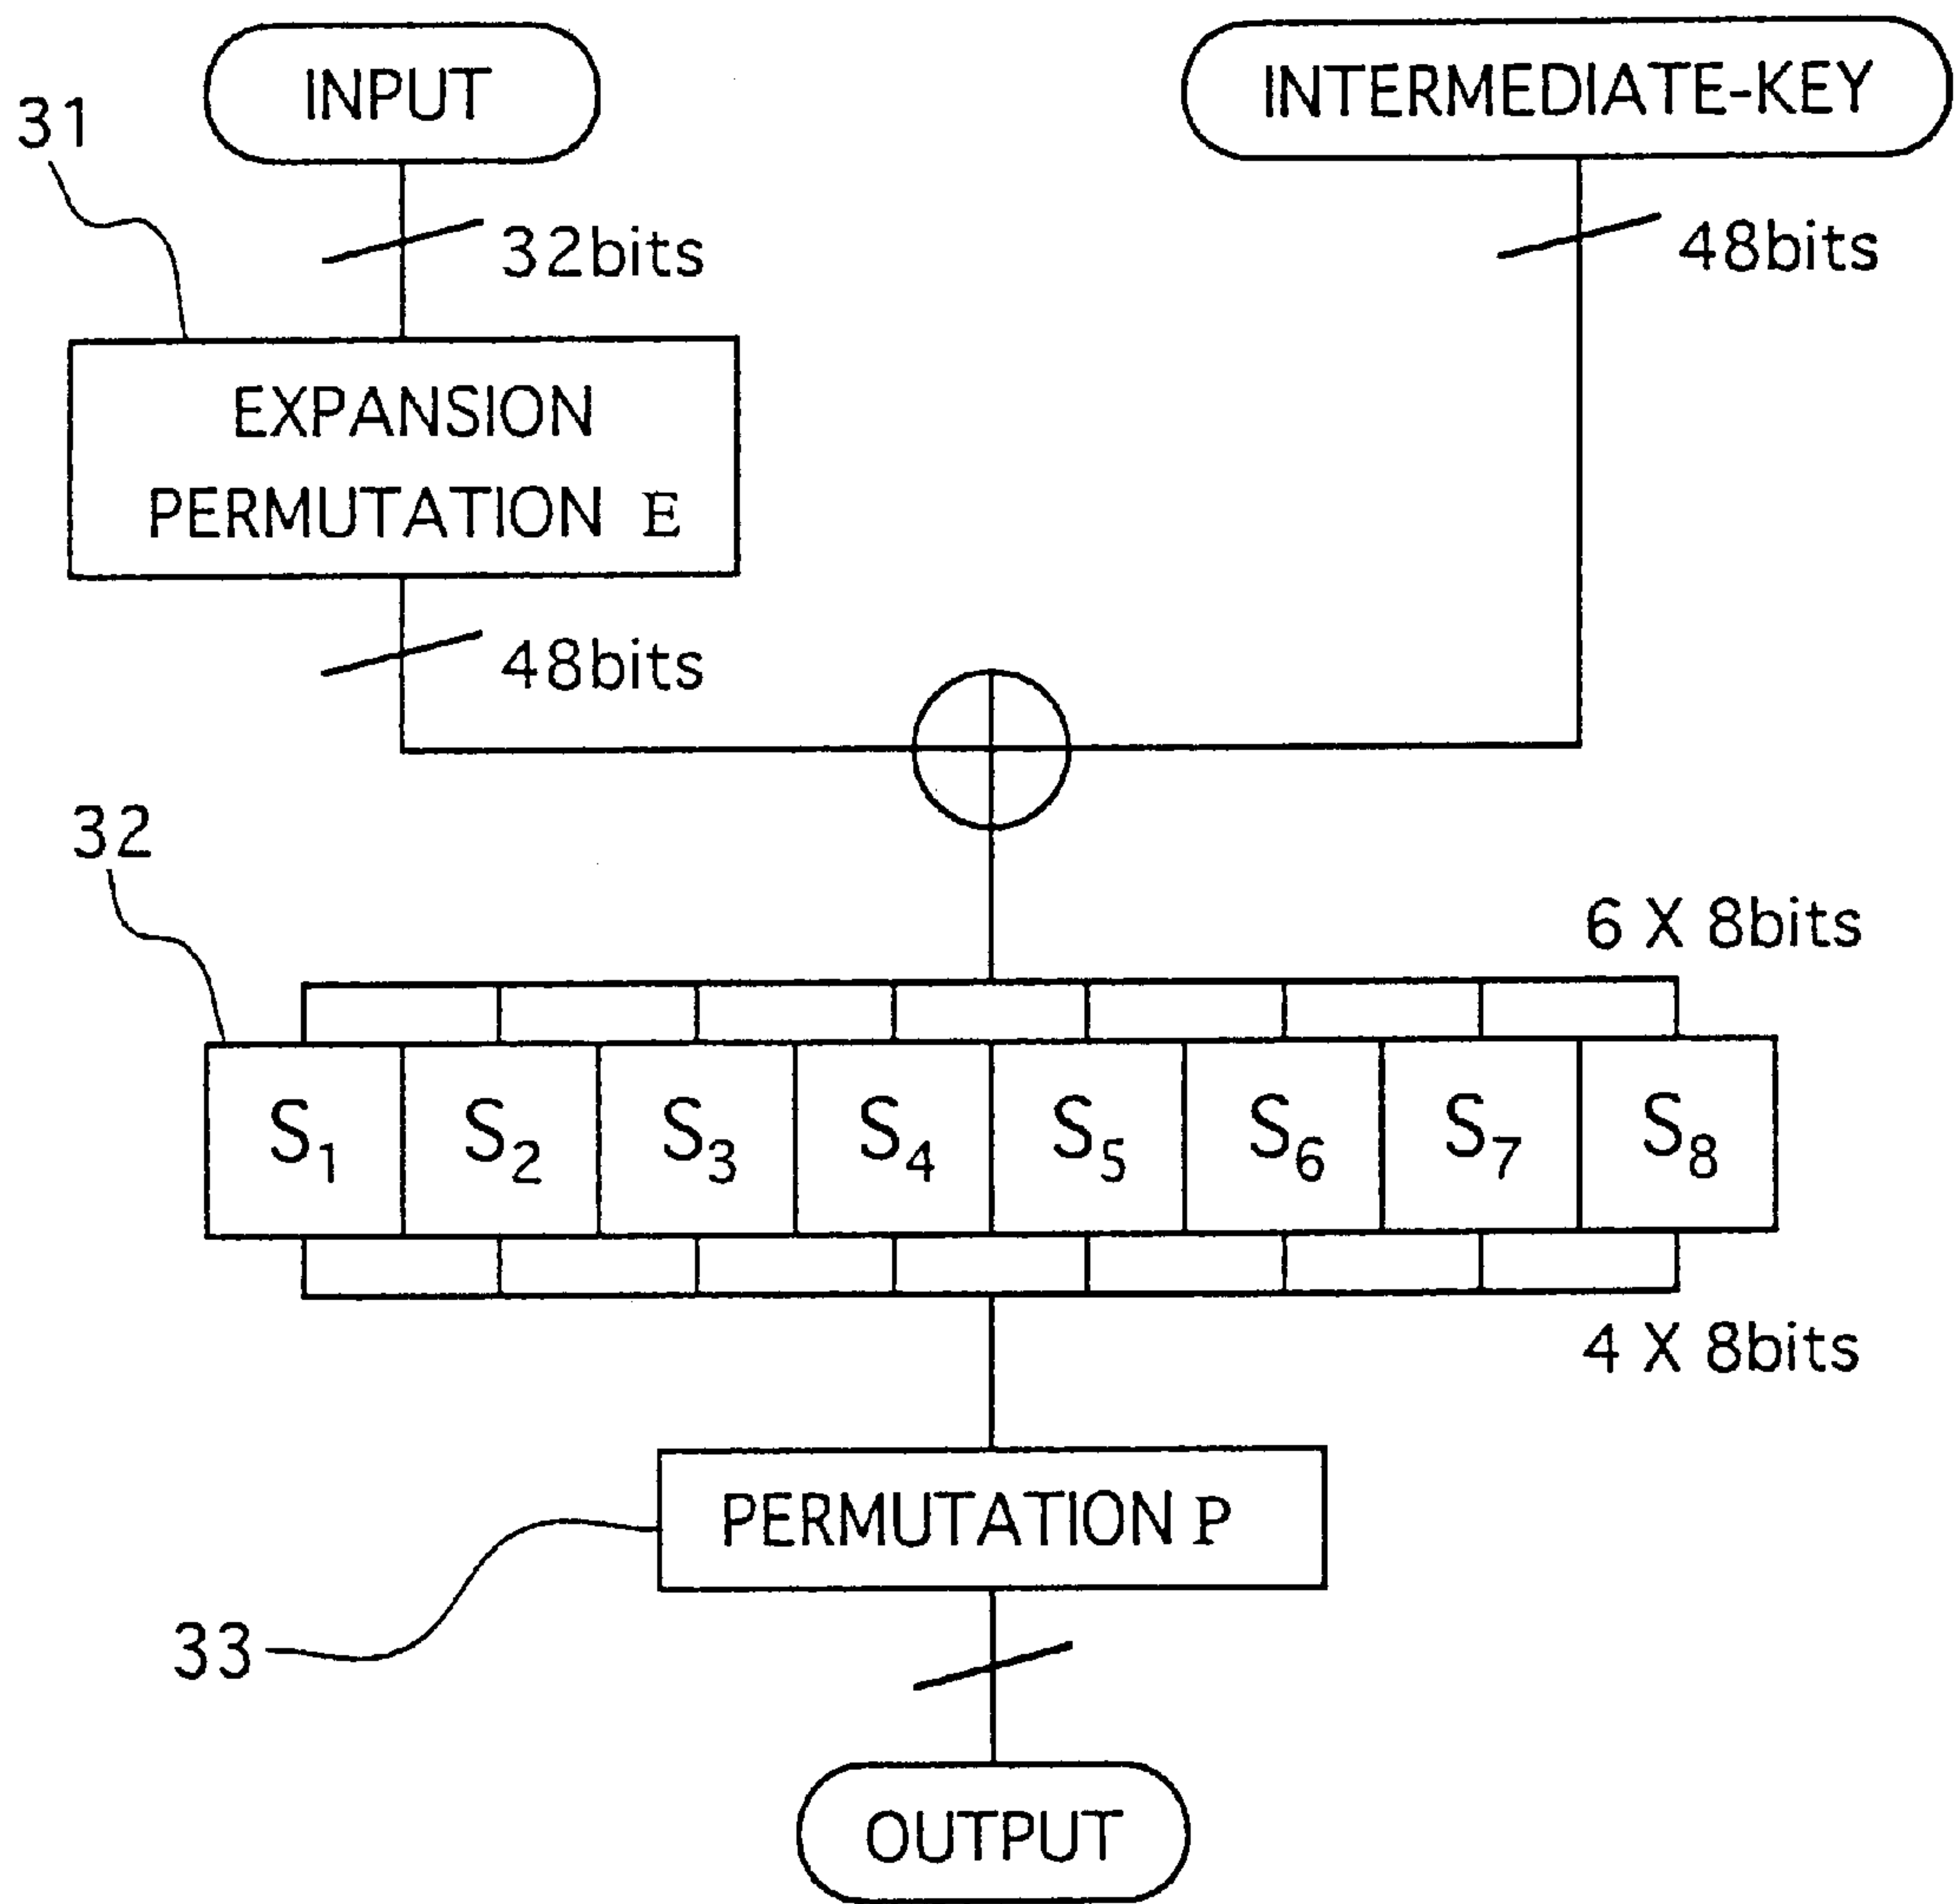 INPUT
INTERMEDIATE-KEY
31
32bits
48bits
EXPANSION
PERMUTATION E
48bits
32
6 X 8bits
S1 S2 S3 S4 S5 S6 S7 S8
4 X 8bits
PERMUTATION P
33
OUTPUT